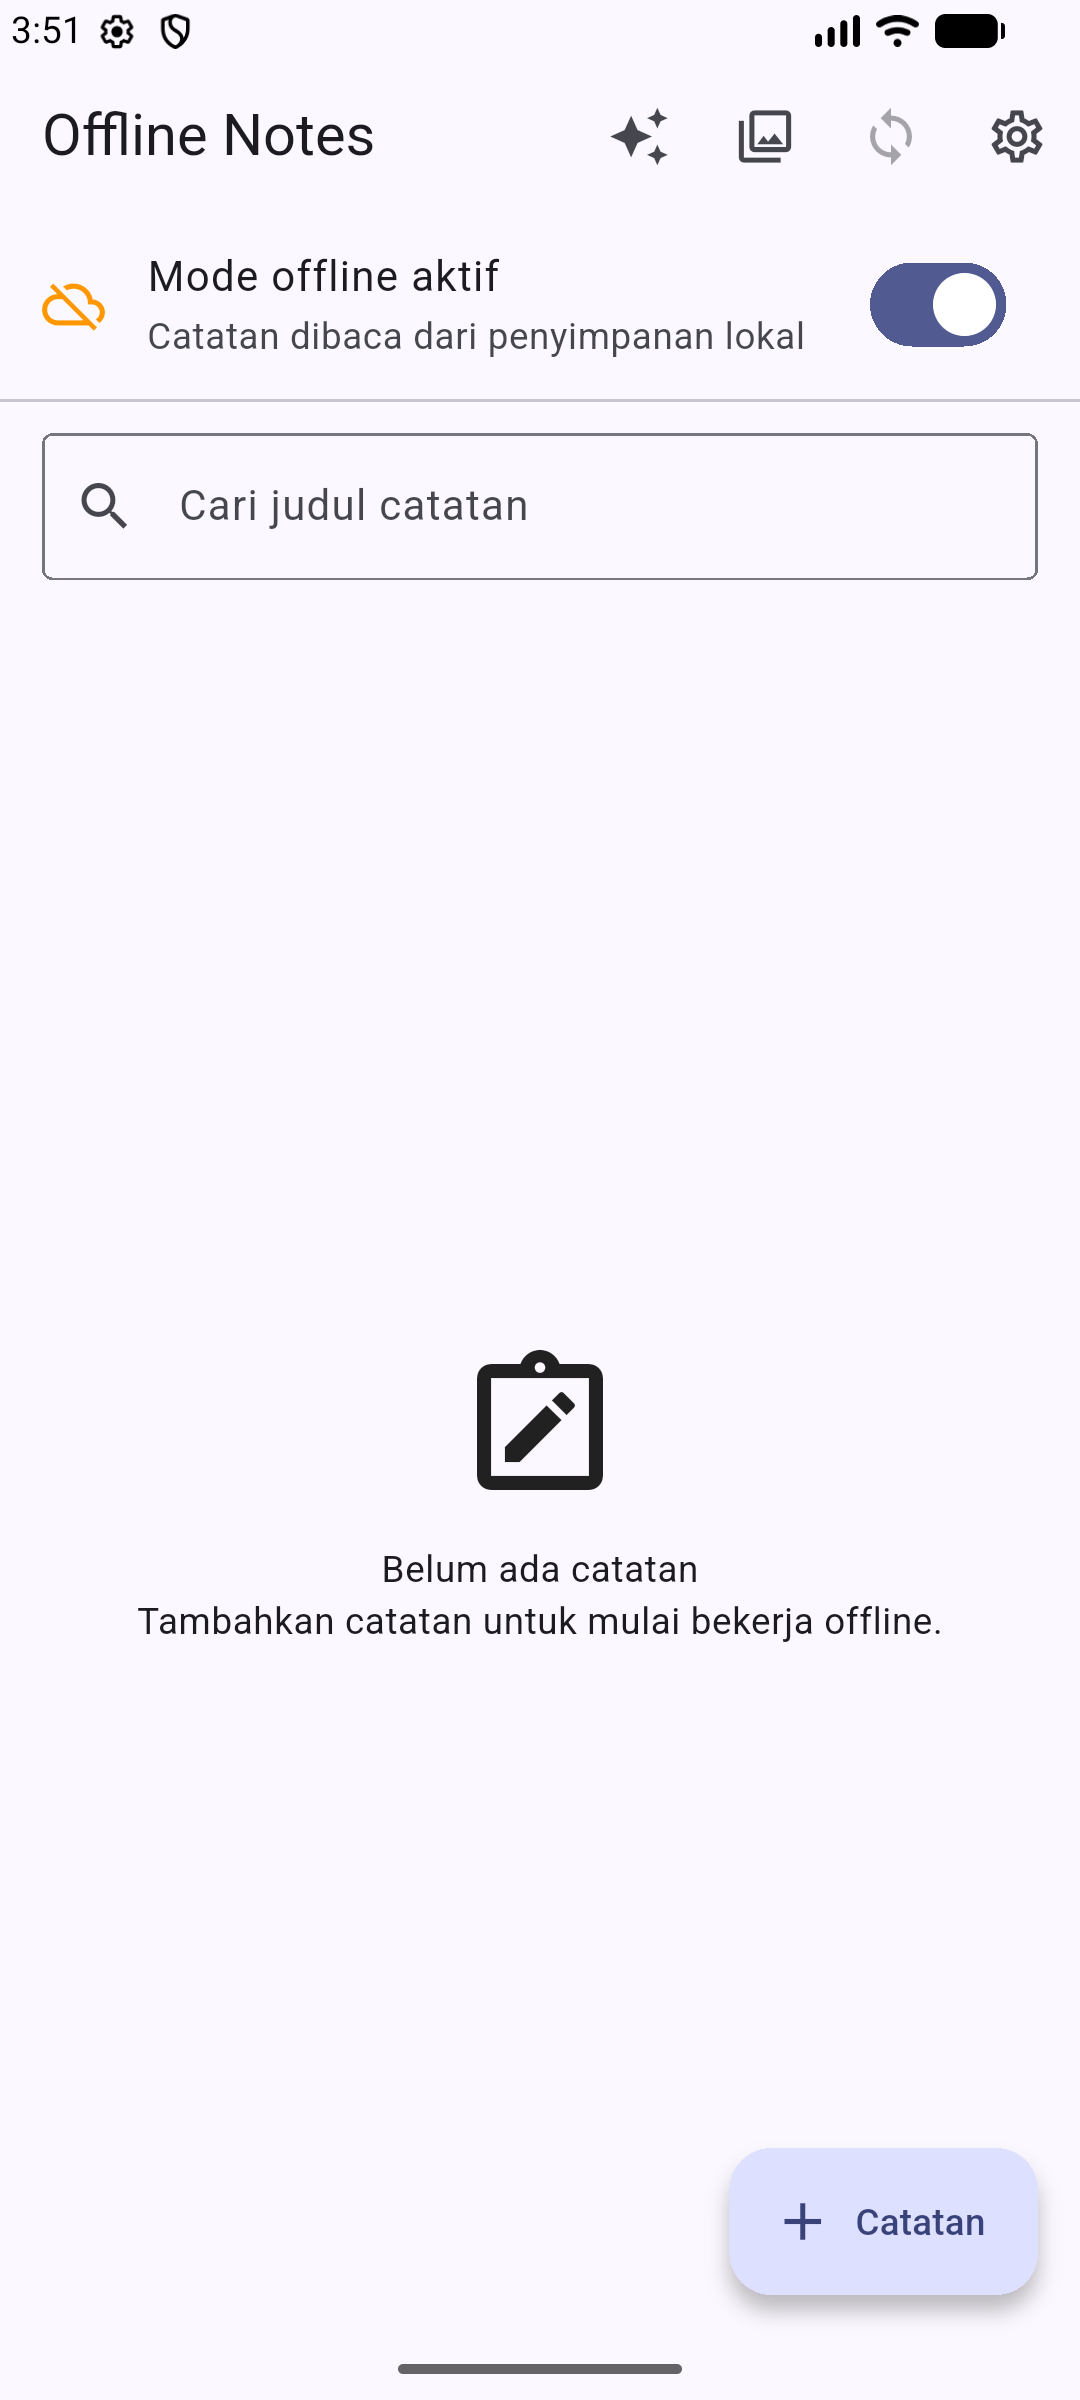 3:51
Offline Notes
Mode offline aktif
Catatan dibaca dari penyimpanan lokal
Cari judul catatan
Belum ada catatan
Tambahkan catatan untuk mulai bekerja offline.
Catatan